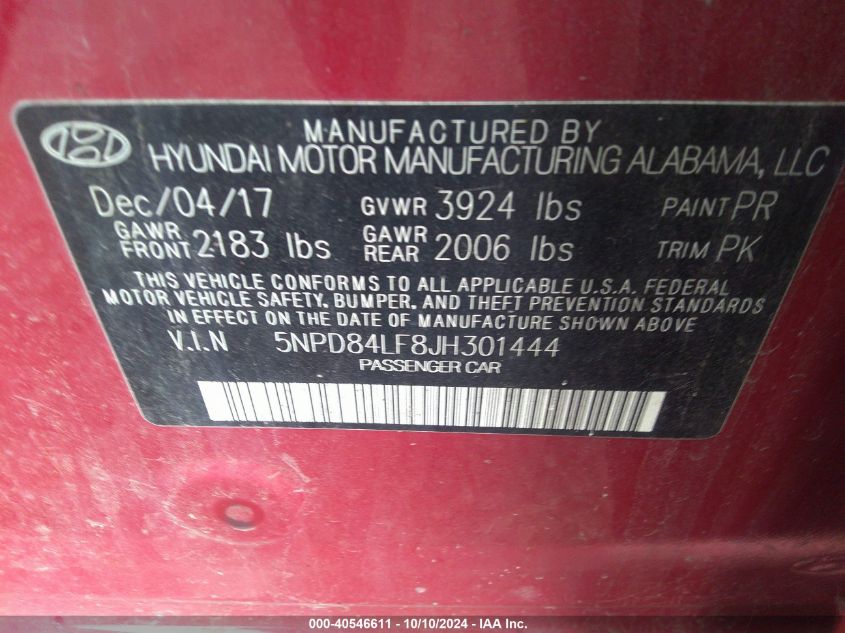 MANUFACTURED BY
HYUNDAI MOTOR MANUFACTURING ALABAMA, LLC
Dec/04/17 GVWR 3924 lbs PAINT PR
GAWR FRONT 2183 lbs GAWR REAR 2006 lbs TRIM PK
THIS VEHICLE CONFORMS TO ALL APPLICABLE U.S.A. FEDERAL
MOTOR VEHICLE SAFETY, BUMPER, AND THEFT PREVENTION STANDARDS
IN EFFECT ON THE DATE OF MANUFACTURE SHOWN ABOVE
V.I.N 5NPD84LF8JH301444
PASSENGER CAR
000-40546611 - 10/10/2024 - IAA Inc.